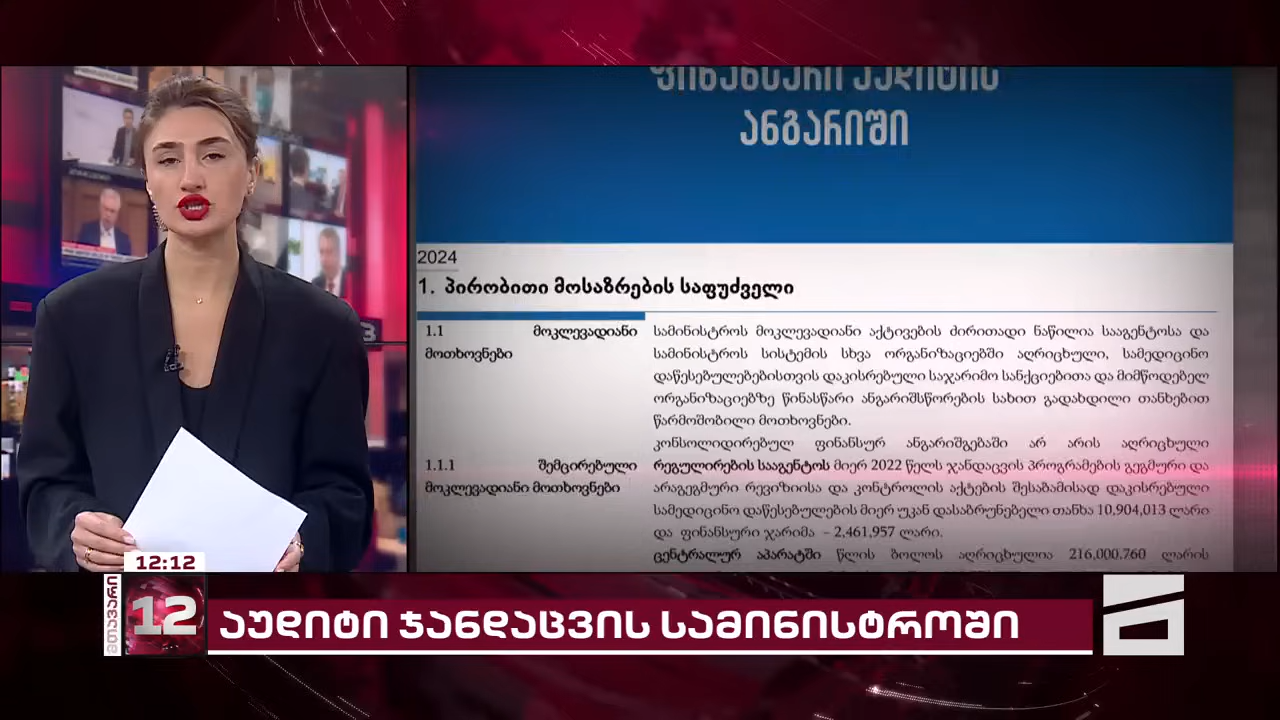 ფინანსური აუდიტის
ანგარიში
2024
1. პირობითი მოსაზრების საფუძველი
1.1 მოკლევადიანი
მოთხოვნები
სამინისტროს მოკლევადიანი აქტივების ძირითადი ნაწილია სააგენტოსა და
სამინისტროს სისტემის სხვა ორგანიზაციებში აღრიცხული, სამედიცინო
დაწესებულებებისთვის დაკისრებული საჯარიმო სანქციებითა და მიმწოდებელ
ორგანიზაციებზე წინასწარი ანგარიშსწორების სახით გადახდილი თანხებით
წარმოშობილი მოთხოვნები.
კონსოლიდირებულ ფინანსურ ანგარიშგებაში არ არის აღრიცხული
1.1.1 შემცირებული
მოკლევადიანი მოთხოვნები
რეგულირების სააგენტოს მიერ 2022 წელს ჯანდაცვის პროგრამების გეგმური და
არაგეგმური რევიზიისა და კონტროლის აქტების შესაბამისად დაკისრებული
სამედიცინო დაწესებულების მიერ უკან დასაბრუნებელი თანხა 10,904,013 ლარი
და ფინანსური ჯარიმა – 2,461,957 ლარი.
ცენტრალურ აპარატში წლის ბოლოს აღრიცხულია 216,000.760 ლარის
12:12
მთავარი
12
აუდიტი ჯანდაცვის სამინისტროში